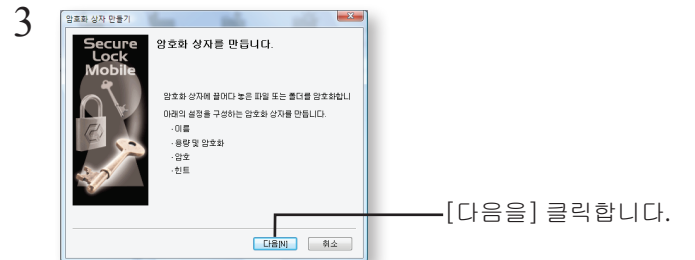 3
암호화 상자 만들기
Secure
Lock
Mobile
암호화 상자를 만듭니다.
암호화 상자에 끌어다 놓은 파일 또는 폴더를 암호화합니
아래의 설정을 구성하는 암호화 상자를 만듭니다.
·이름
·용량 및 암호화
·암호
·힌트
다음[N]
취소
[다음을] 클릭합니다.